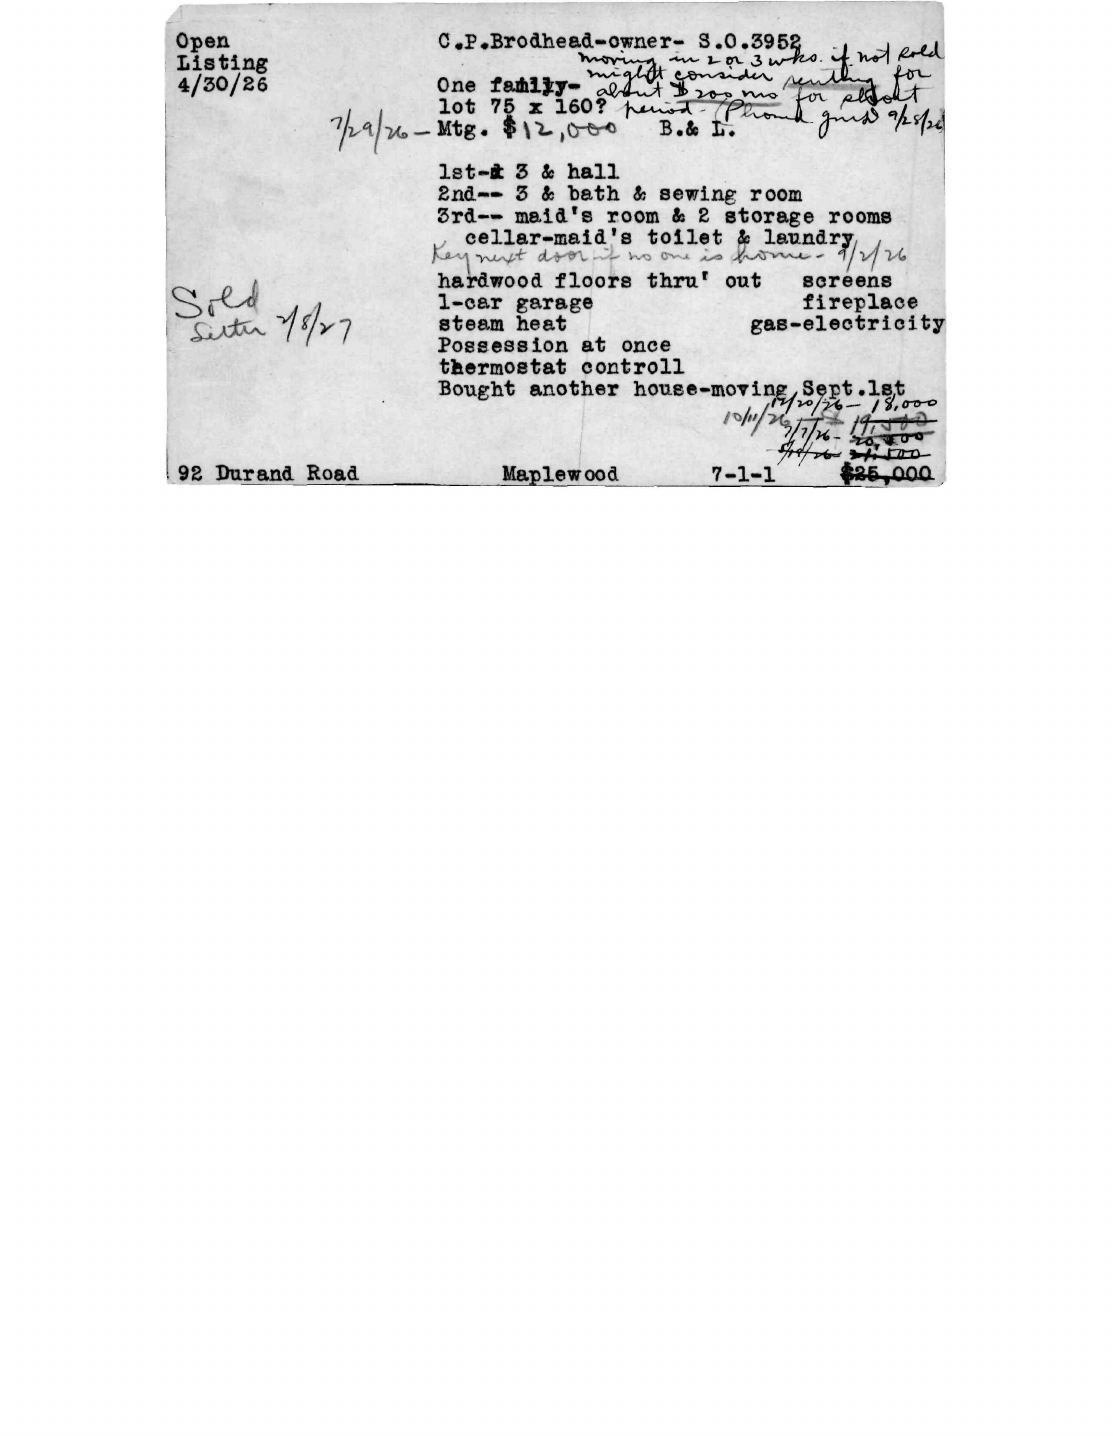 Open
Listing
4/30/26
C.P.Brodhead-owner- S.O.3952
moving in 2 or 3 wks. if not sold
might consider renting for
One family- about $200 mo for short
lot 75 x 160? period - (Phoned 9/28/26
7/29/26 - Mtg. $12,000 B.& L.
1st- 3 & hall
2nd-- 3 & bath & sewing room
3rd-- maid's room & 2 storage rooms
cellar-maid's toilet & laundry
Key next door if no one is home - 9/2/26
hardwood floors thru' out screens
1-car garage fireplace
steam heat gas-electricity
Possession at once
thermostat controll
Bought another house-moving Sept.1st
Sold
2/8/27
12/20/26 - 18,000
10/11/26 19,500
7/7/26 - 20,000
21,500
92 Durand Road Maplewood 7-1-1 $25,000